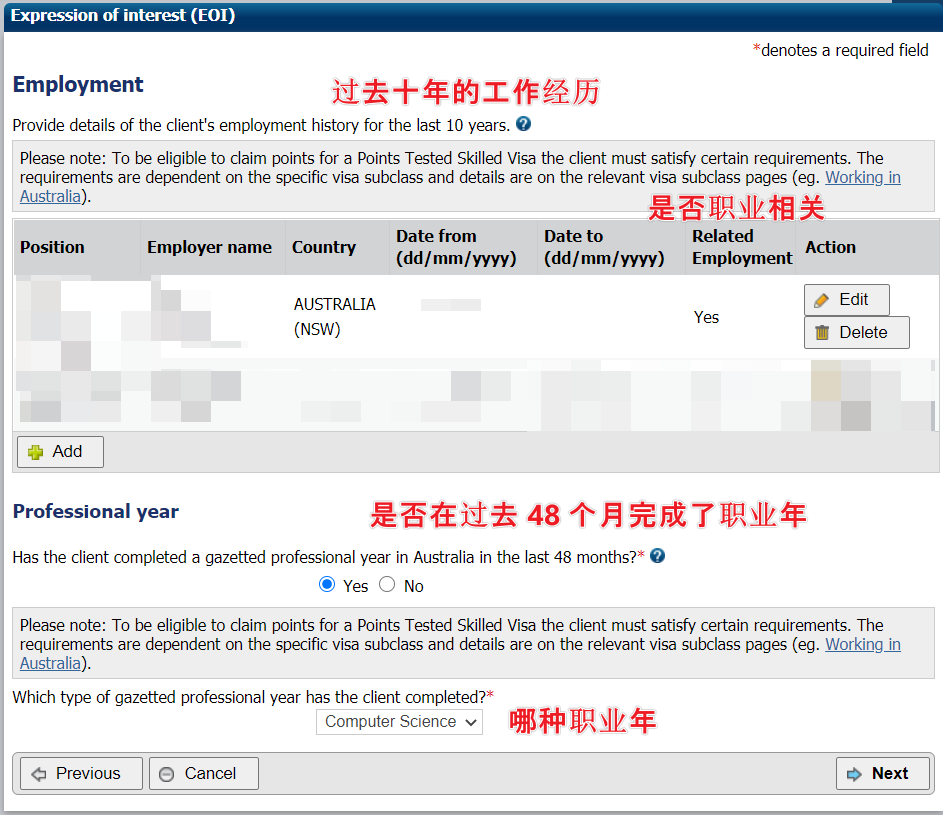 Expression of interest (EOI)
*denotes a required field
Employment
过去十年的工作经历
Provide details of the client's employment history for the last 10 years.
Please note: To be eligible to claim points for a Points Tested Skilled Visa the client must satisfy certain requirements. The
requirements are dependent on the specific visa subclass and details are on the relevant visa subclass pages (eg. Working in
Australia).
是否职业相关
Position Employer name Country Date from (dd/mm/yyyy) Date to (dd/mm/yyyy) Related Employment Action
AUSTRALIA
(NSW)
Yes
Edit
Delete
Add
Professional year
是否在过去 48 个月完成了职业年
Has the client completed a gazetted professional year in Australia in the last 48 months?*
Yes No
Please note: To be eligible to claim points for a Points Tested Skilled Visa the client must satisfy certain requirements. The
requirements are dependent on the specific visa subclass and details are on the relevant visa subclass pages (eg. Working in
Australia).
Which type of gazetted professional year has the client completed?*
Computer Science
哪种职业年
Previous Cancel Next